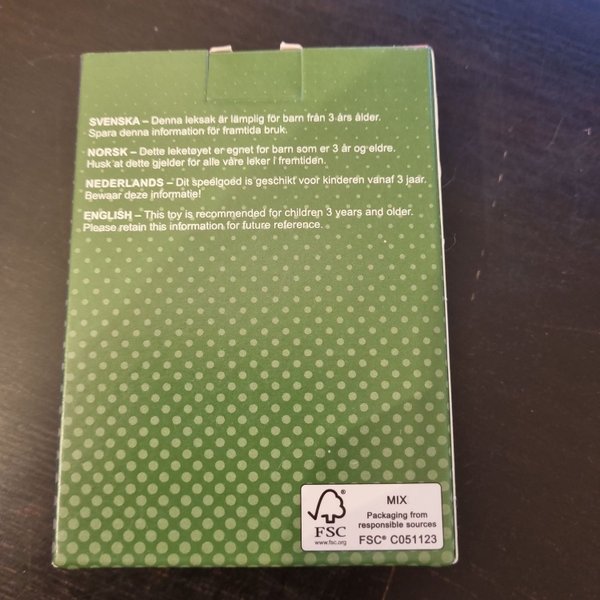 SVENSKA – Denna leksak är lämplig för barn från 3 års ålder.
Spara denna information för framtida bruk.
NORSK – Dette leketøyet er egnet for barn som er 3 år og eldre.
Husk at dette gjelder for alle våre leker i fremtiden.
NEDERLANDS – Dit speelgoed is geschikt voor kinderen vanaf 3 jaar.
Bewaar deze informatie!
ENGLISH – This toy is recommended for children 3 years and older.
Please retain this information for future reference.
FSC
www.fsc.org
MIX
Packaging from
responsible sources
FSC® C051123